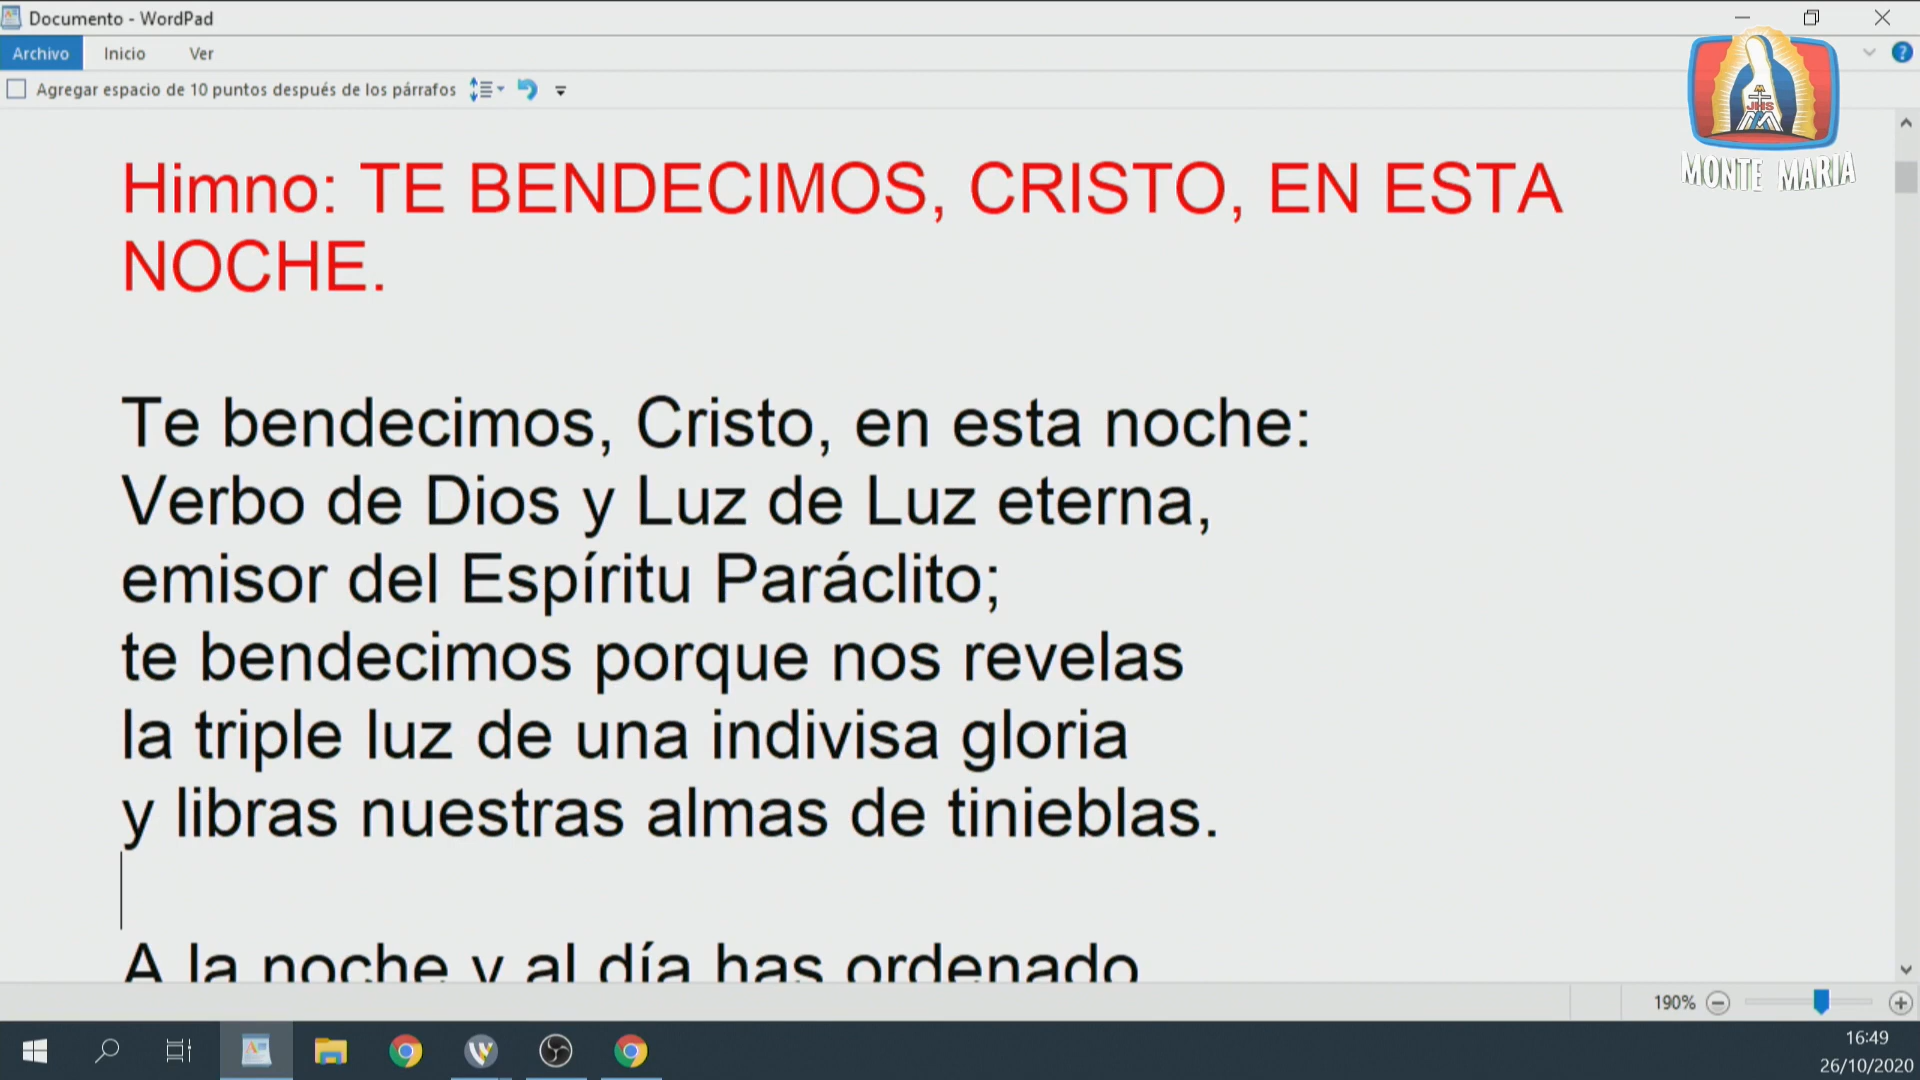 Documento - WordPad
Archivo Inicio Ver
Agregar espacio de 10 puntos después de los párrafos
JHS
MONTE MARIA
Himno: TE BENDECIMOS, CRISTO, EN ESTA
NOCHE.
Te bendecimos, Cristo, en esta noche:
Verbo de Dios y Luz de Luz eterna,
emisor del Espíritu Paráclito;
te bendecimos porque nos revelas
la triple luz de una indivisa gloria
y libras nuestras almas de tinieblas.
A la noche y al día has ordenado
190%
16:49
26/10/2020